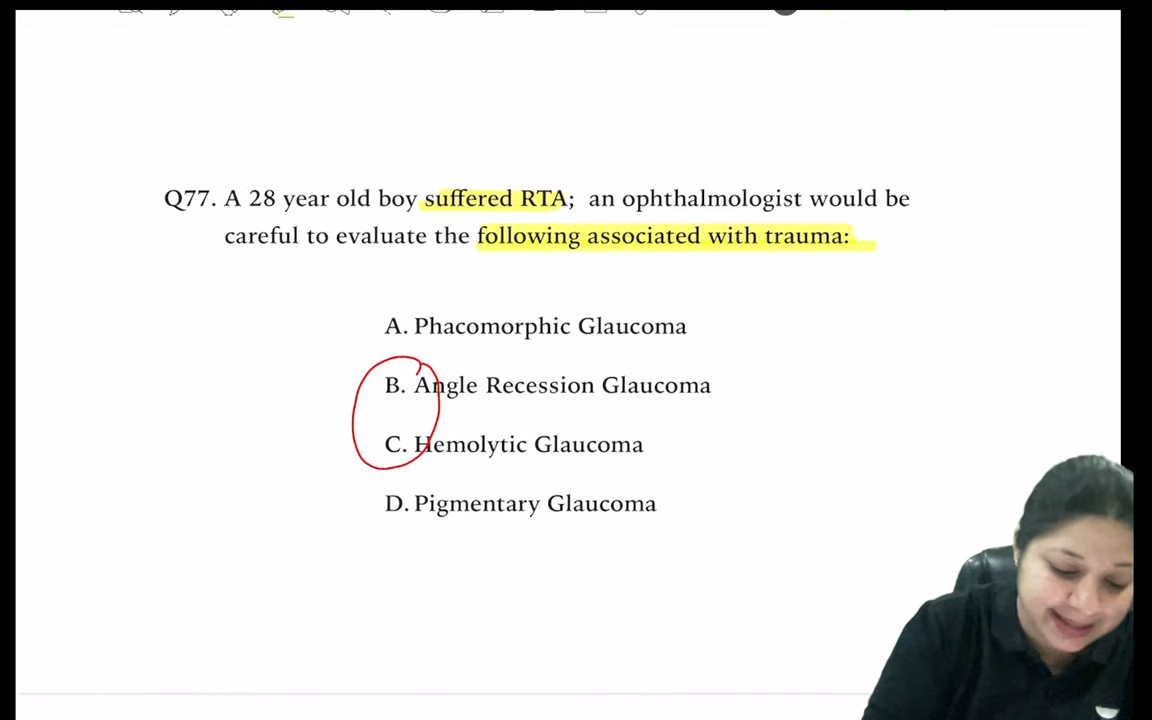 Q77. A 28 year old boy suffered RTA; an ophthalmologist would be
careful to evaluate the following associated with trauma:
A. Phacomorphic Glaucoma
B. Angle Recession Glaucoma
C. Hemolytic Glaucoma
D. Pigmentary Glaucoma